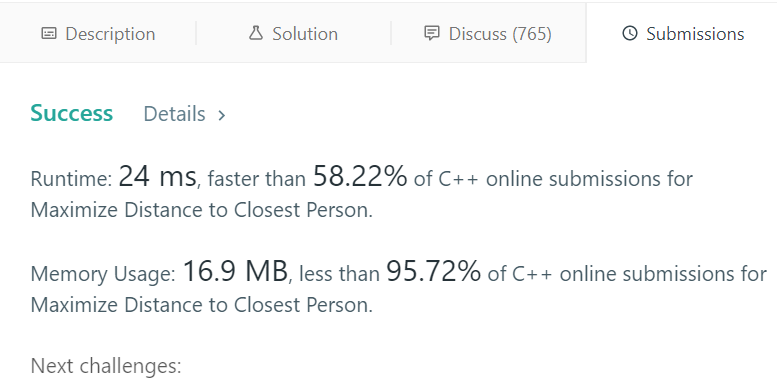 Description Solution Discuss (765) Submissions
Success Details >
Runtime: 24 ms, faster than 58.22% of C++ online submissions for
Maximize Distance to Closest Person.
Memory Usage: 16.9 MB, less than 95.72% of C++ online submissions for
Maximize Distance to Closest Person.
Next challenges: